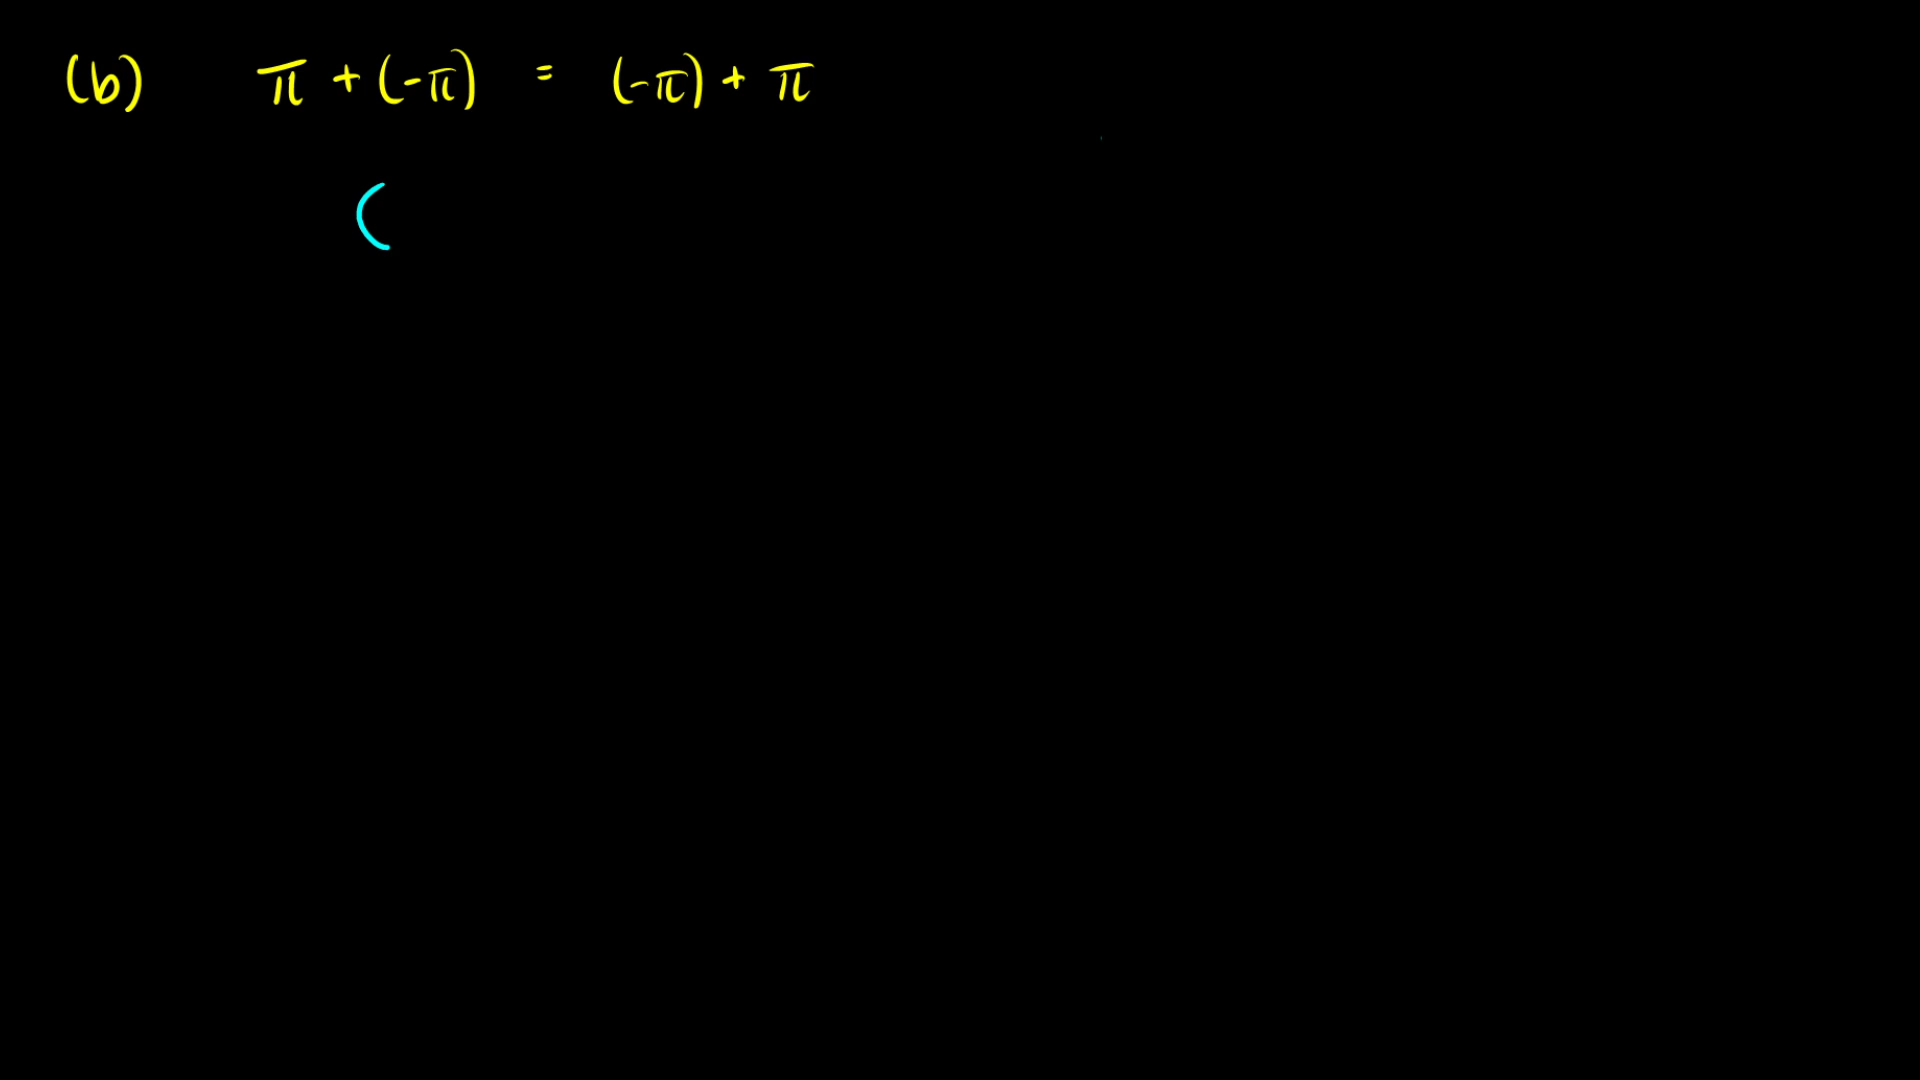 (b) π + (-π) = (-π) + π
(